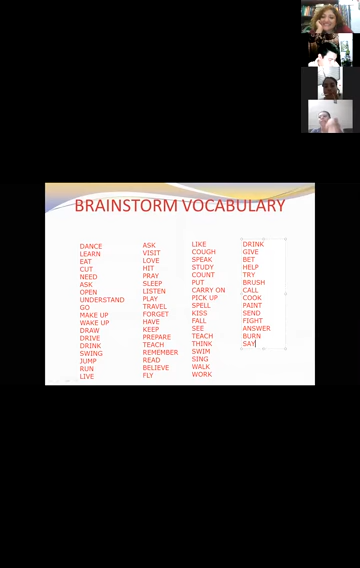 BRAINSTORM VOCABULARY
DANCE
LEARN
EAT
CUT
NEED
ASK
OPEN
UNDERSTAND
GO
MAKE UP
WAKE UP
DRAW
DRIVE
DRINK
SWING
JUMP
RUN
LIVE
ASK
VISIT
LOVE
HIT
PRAY
SLEEP
LISTEN
PLAY
TRAVEL
FORGET
HAVE
KEEP
PREPARE
TEACH
REMEMBER
READ
BELIEVE
FLY
LIKE
COUGH
SPEAK
STUDY
COUNT
PUT
CARRY ON
PICK UP
SPELL
KISS
FALL
SEE
TEACH
THINK
SWIM
SING
WALK
WORK
DRINK
GIVE
BET
HELP
TRY
BRUSH
CALL
COOK
PAINT
SEND
FIGHT
ANSWER
BURN
SAY